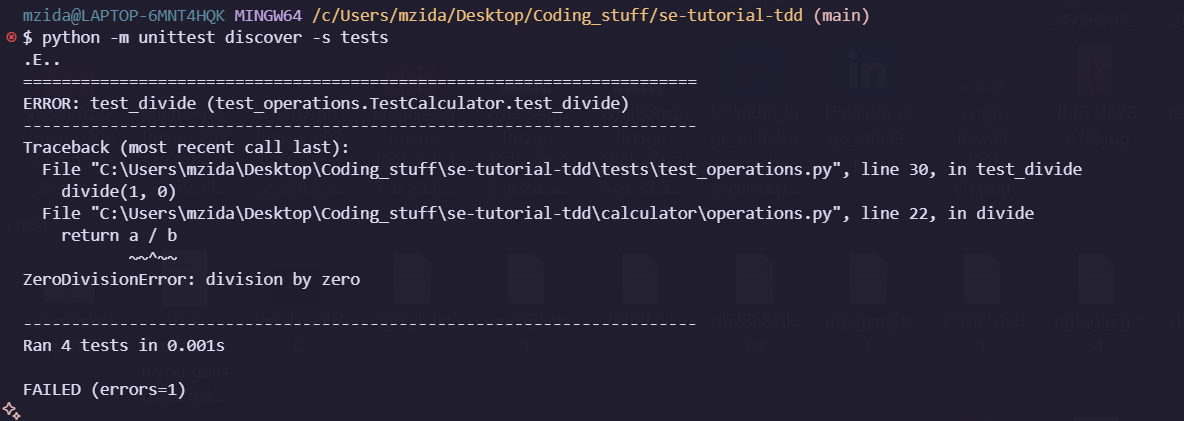 mzida@LAPTOP-6MNT4HQK MINGW64 /c/Users/mzida/Desktop/Coding_stuff/se-tutorial-tdd (main)
$ python -m unittest discover -s tests
.E..
======================================================================
ERROR: test_divide (test_operations.TestCalculator.test_divide)
----------------------------------------------------------------------
Traceback (most recent call last):
  File "C:\Users\mzida\Desktop\Coding_stuff\se-tutorial-tdd\tests\test_operations.py", line 30, in test_divide
    divide(1, 0)
  File "C:\Users\mzida\Desktop\Coding_stuff\se-tutorial-tdd\calculator\operations.py", line 22, in divide
    return a / b
           ~~^~~
ZeroDivisionError: division by zero

----------------------------------------------------------------------
Ran 4 tests in 0.001s

FAILED (errors=1)